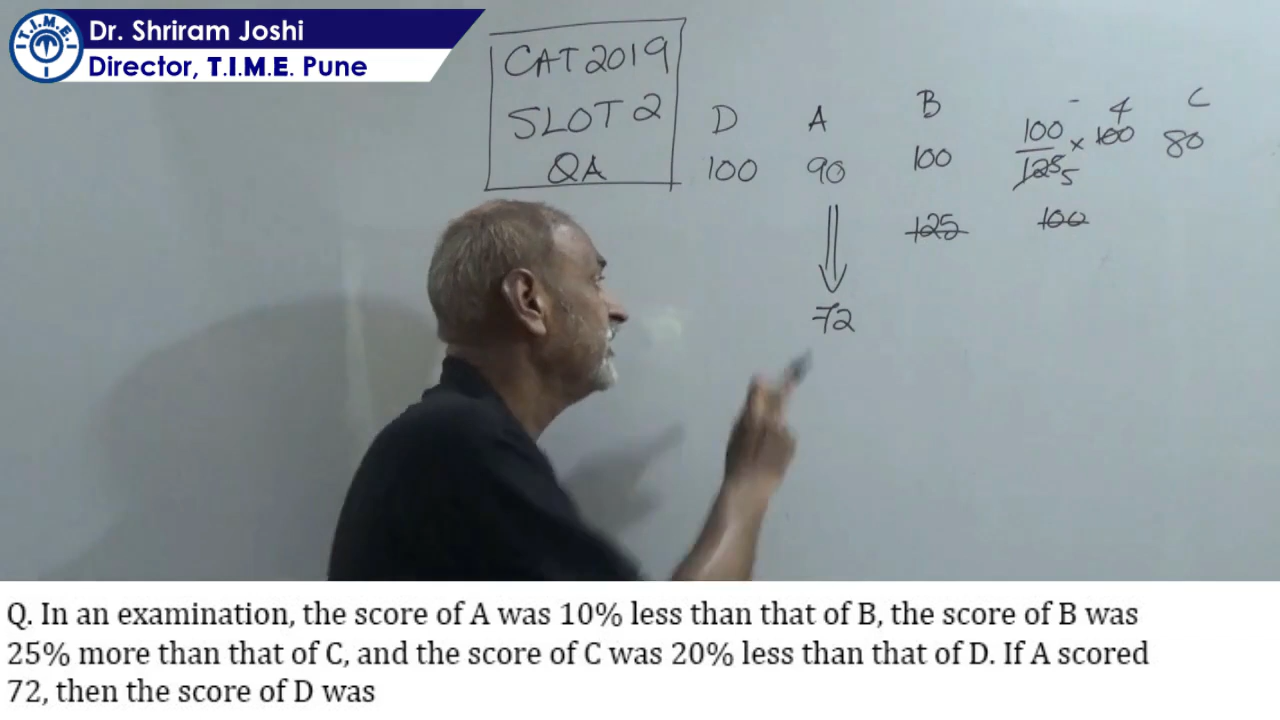 T.I.M.E.
Dr. Shriram Joshi
Director, T.I.M.E. Pune
CAT 2019
SLOT 2
QA
D A B C
100 90 100 100/125 5 × 100 4 80
125 100
72
Q. In an examination, the score of A was 10% less than that of B, the score of B was
25% more than that of C, and the score of C was 20% less than that of D. If A scored
72, then the score of D was